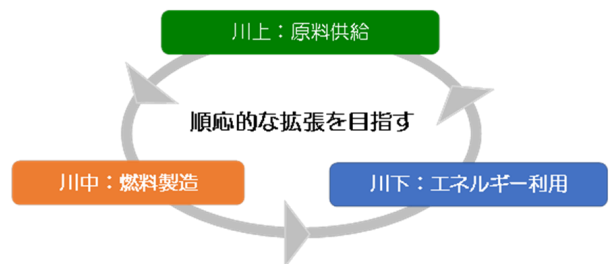 川上：原料供給
順応的な拡張を目指す
川中：燃料製造
川下：エネルギー利用